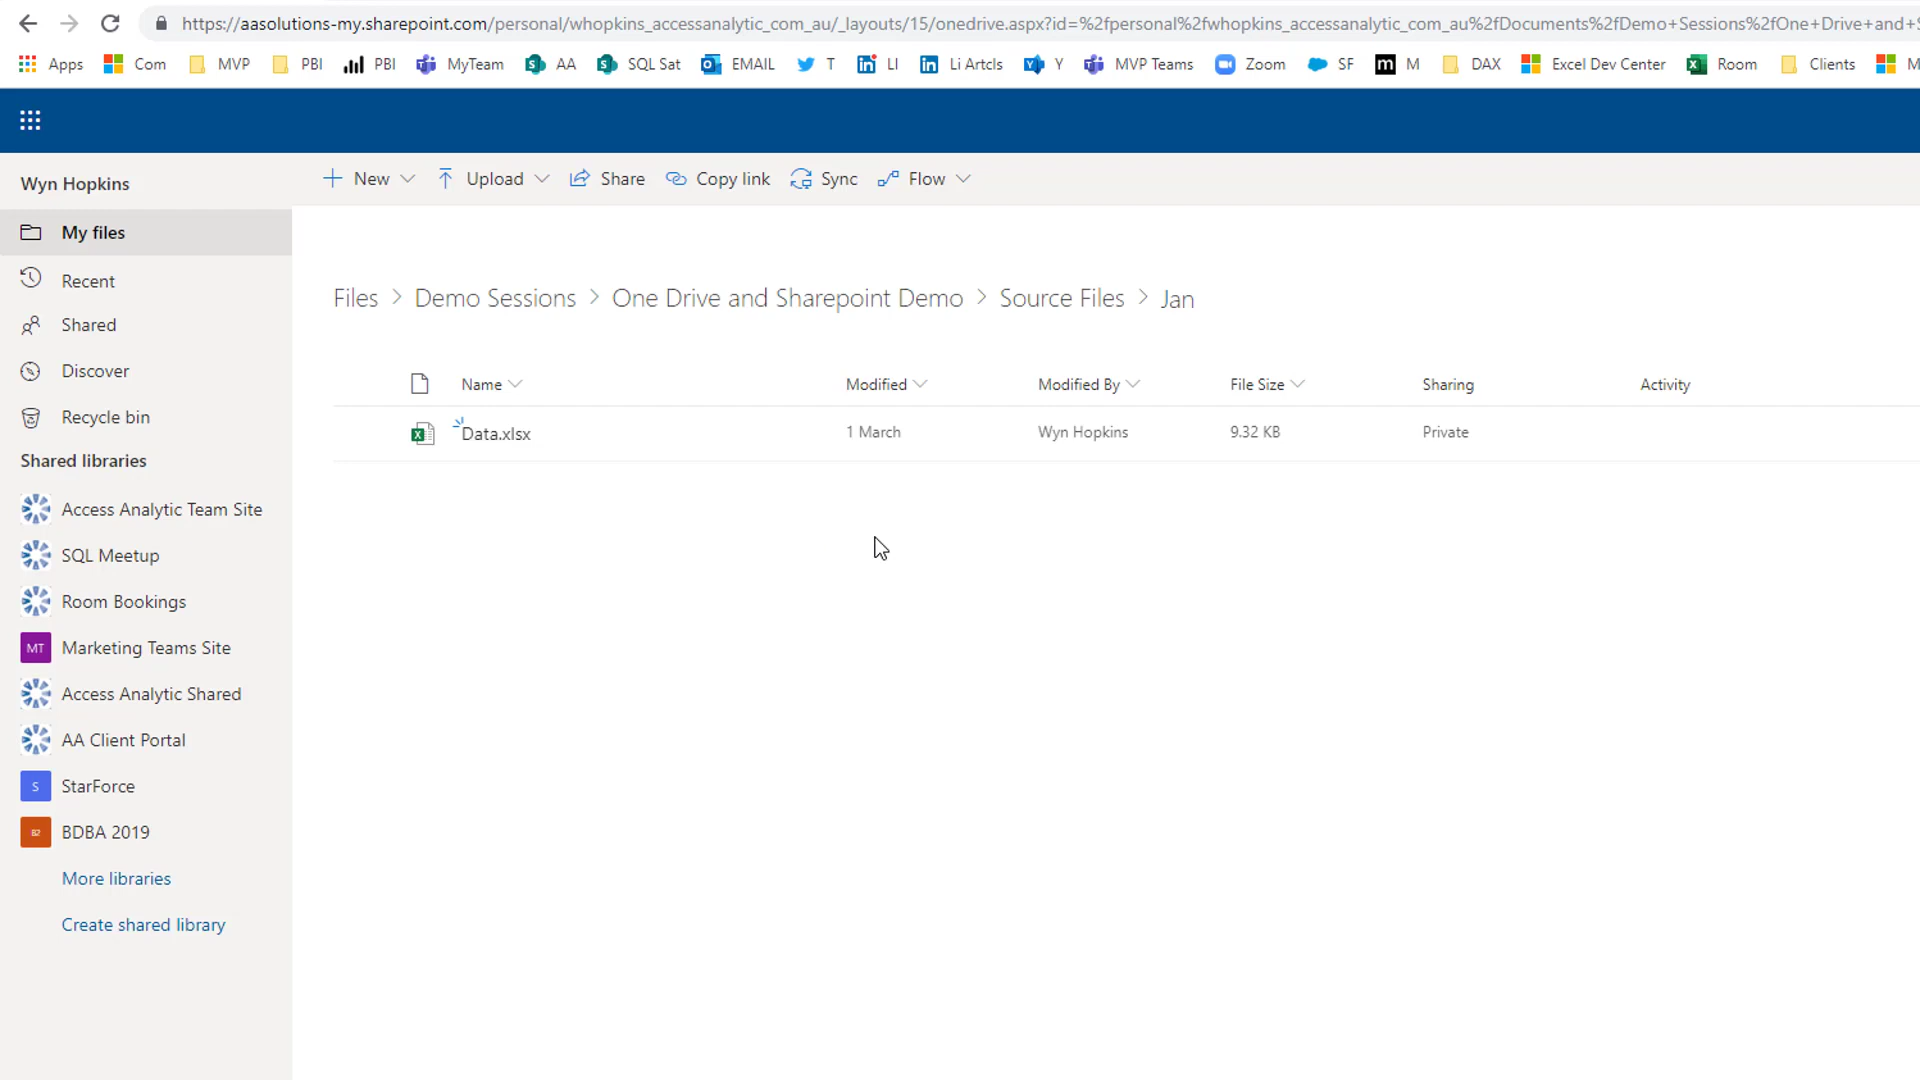 https://aasolutions-my.sharepoint.com/personal/whopkins_accessanalytic_com_au/_layouts/15/onedrive.aspx?id=%2fpersonal%2fwhopkins_accessanalytic_com_au%2fDocuments%2fDemo+Sessions%2fOne+Drive+and+S
Apps Com MVP PBI PBI MyTeam AA SQL Sat EMAIL T LI Li Artcls Y MVP Teams Zoom SF M DAX Excel Dev Center Room Clients M
Wyn Hopkins
New Upload Share Copy link Sync Flow
My files
Recent
Shared
Discover
Recycle bin
Shared libraries
Access Analytic Team Site
SQL Meetup
Room Bookings
MT Marketing Teams Site
Access Analytic Shared
AA Client Portal
S StarForce
B2 BDBA 2019
More libraries
Create shared library
Files > Demo Sessions > One Drive and Sharepoint Demo > Source Files > Jan
Name Modified Modified By File Size Sharing Activity
Data.xlsx 1 March Wyn Hopkins 9.32 KB Private